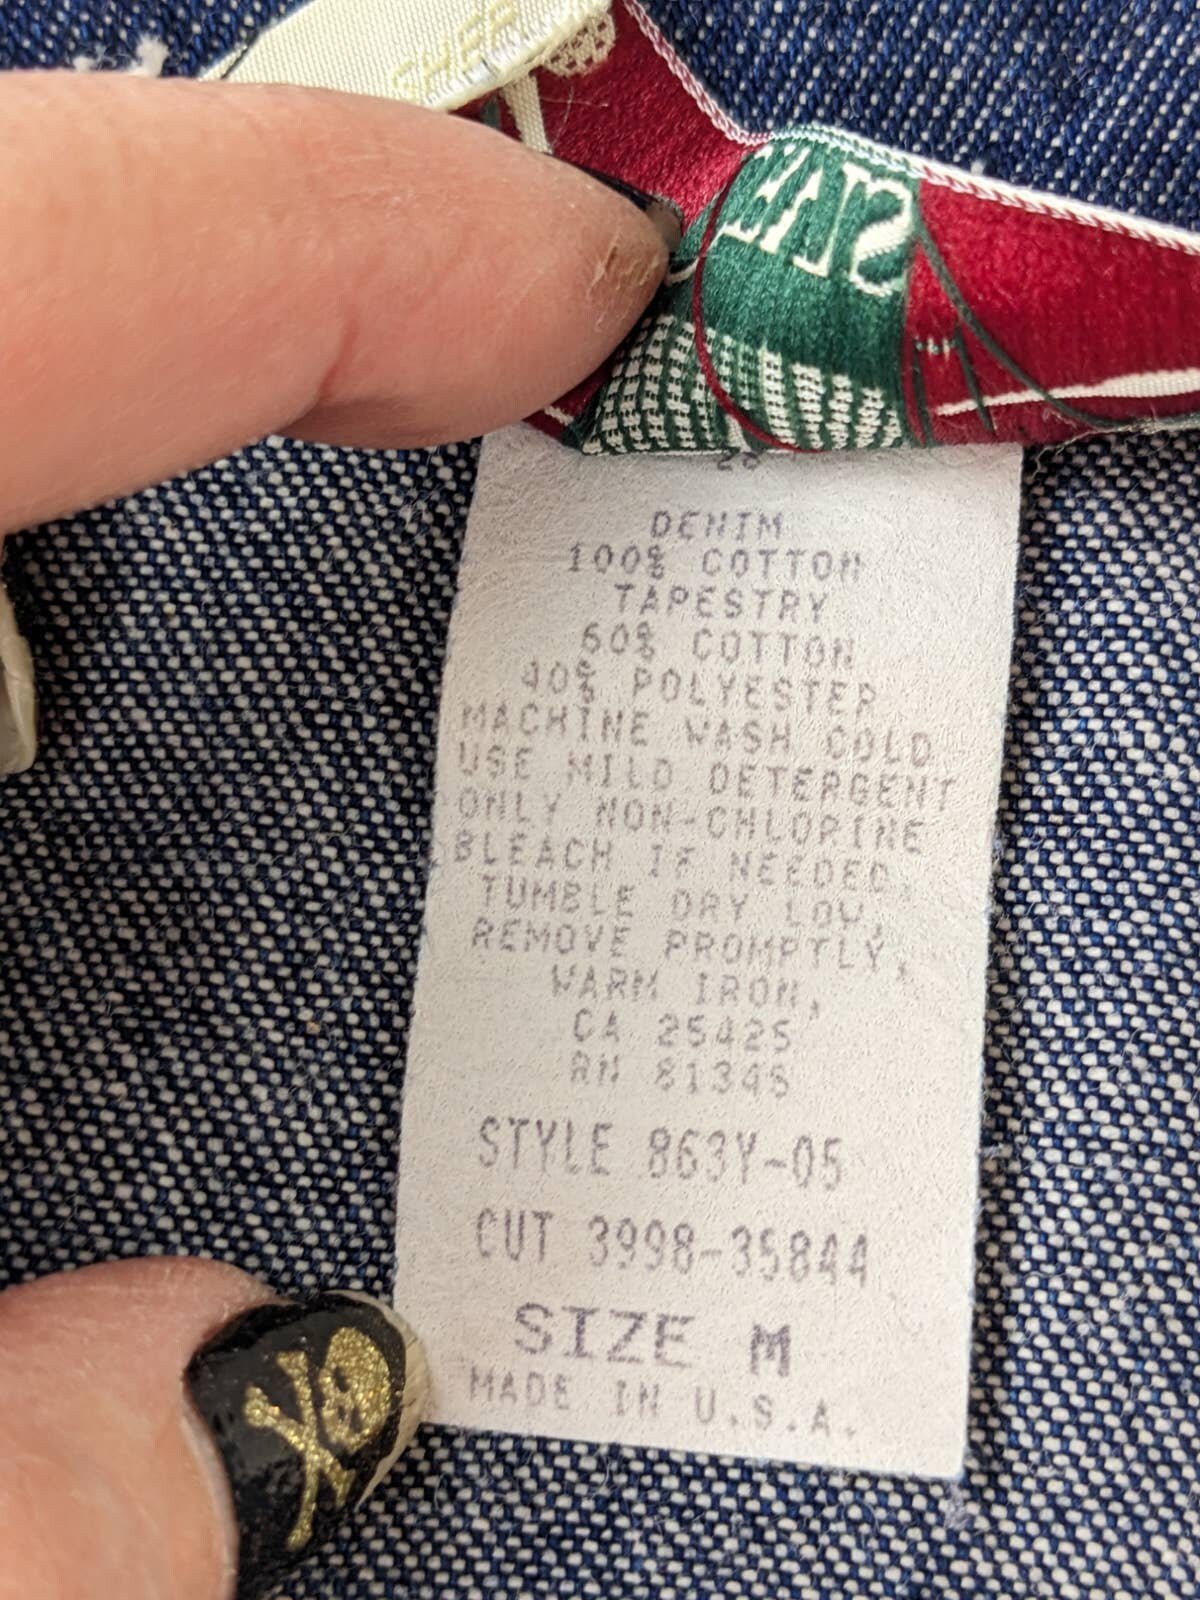 CHEE
DENIM
100% COTTON
TAPESTRY
60% COTTON
40% POLYESTER
MACHINE WASH COLD
USE MILD DETERGENT
ONLY NON-CHLORINE
BLEACH IF NEEDED,
TUMBLE DRY LOW,
REMOVE PROMPTLY,
WARM IRON,
CA 25425
RN 81348
STYLE 863Y-05
CUT 3998-35844
SIZE M
MADE IN U.S.A.